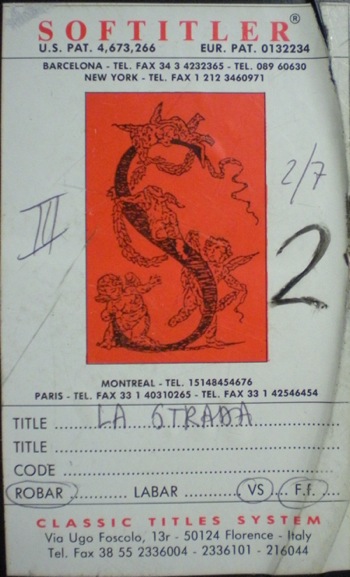 SOFTITLER®
U.S. PAT. 4,673,266 EUR. PAT. 0132234
BARCELONA - TEL. FAX 34 3 4232365 - TEL. 089 60630
NEW YORK - TEL. FAX 1 212 3460971
III
2/7
2
MONTREAL - TEL. 15148454676
PARIS - TEL. FAX 33 1 40310265 - TEL. FAX 33 1 42546454
TITLE LA STRADA
TITLE
CODE
ROBAR LABAR VS F.f.
CLASSIC TITLES SYSTEM
Via Ugo Foscolo, 13r - 50124 Florence - Italy
Tel. Fax 38 55 2336004 - 2336101 - 216044